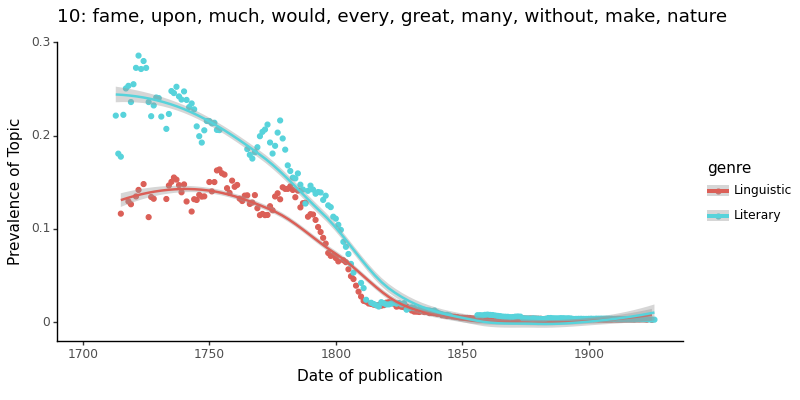 10: fame, upon, much, would, every, great, many, without, make, nature
0.3
0.2
0.1
0
Prevalence of Topic
1700
1750
1800
1850
1900
Date of publication
genre
Linguistic
Literary